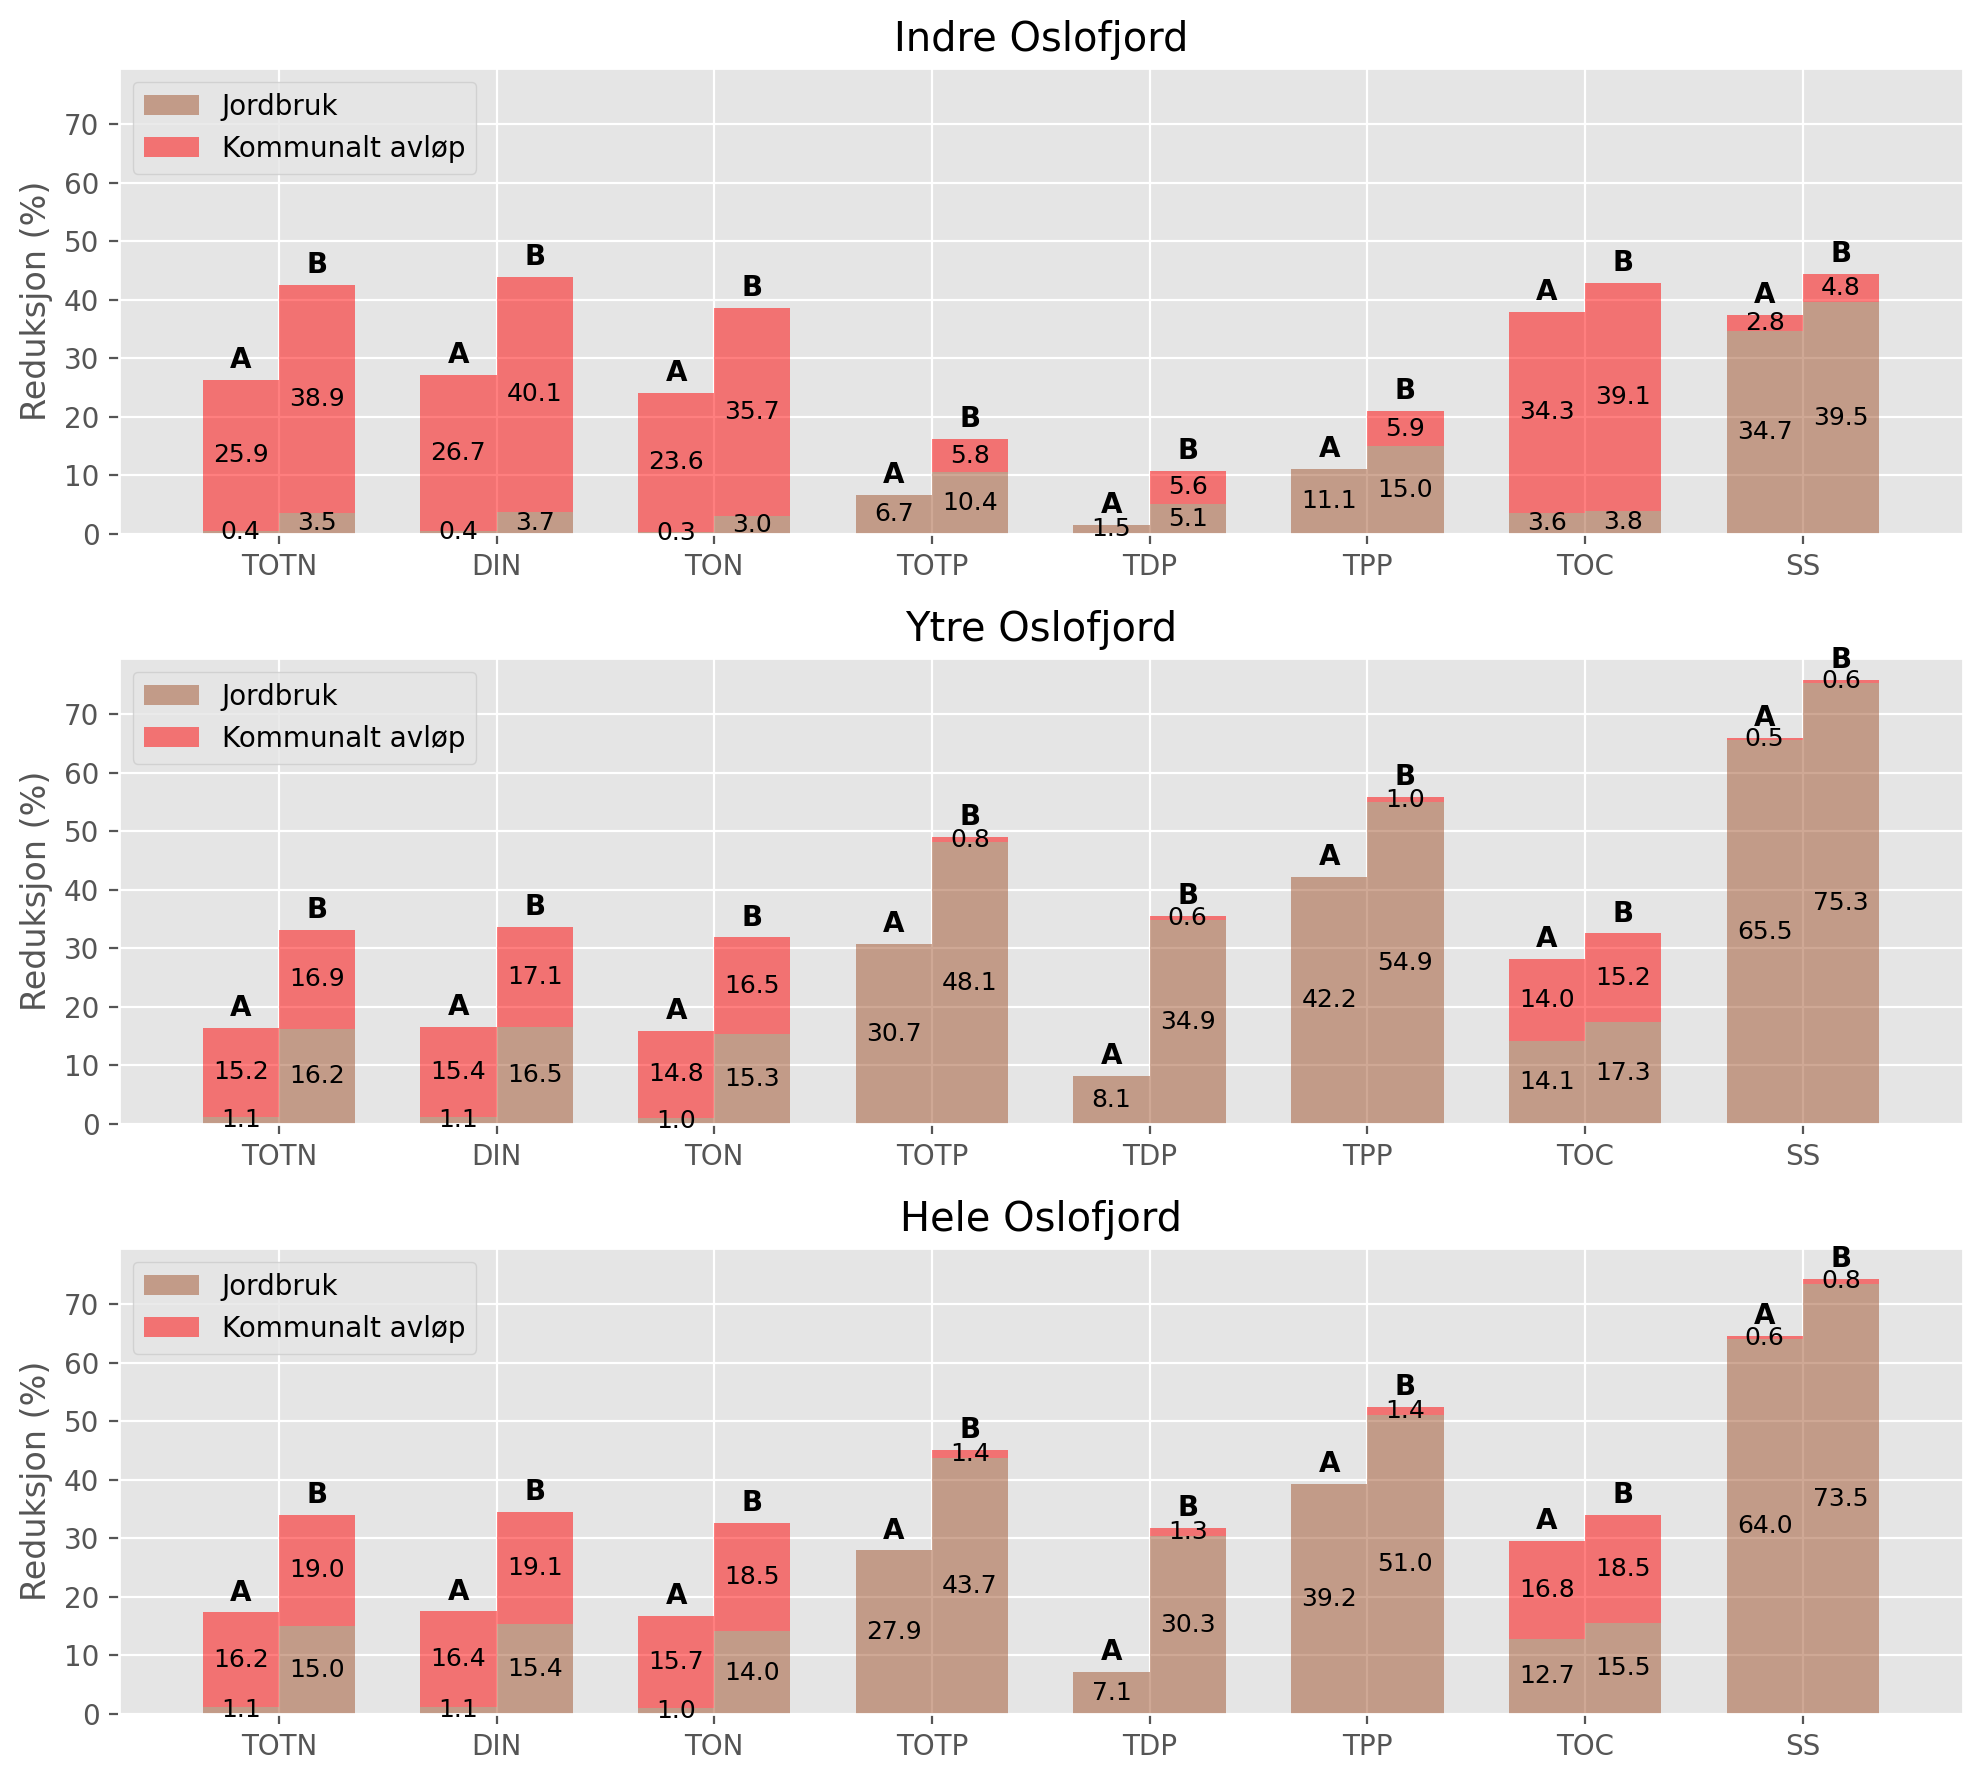 Indre Oslofjord
Jordbruk
Kommunalt avløp
Reduksjon (%)
70
60
50
40
30
20
10
0
A B A B A B A B A B A B A B A B
25.9 38.9 26.7 40.1 23.6 35.7 5.8 5.6 5.9 34.3 39.1 2.8 4.8
0.4 3.5 0.4 3.7 0.3 3.0 6.7 10.4 1.5 5.1 11.1 15.0 3.6 3.8 34.7 39.5
TOTN DIN TON TOTP TDP TPP TOC SS
Ytre Oslofjord
Jordbruk
Kommunalt avløp
Reduksjon (%)
70
60
50
40
30
20
10
0
A B A B A B A B A B A B A B A B
15.2 16.9 15.4 17.1 14.8 16.5 0.8 0.6 1.0 14.0 15.2 0.5 0.6
1.1 16.2 1.1 16.5 1.0 15.3 30.7 48.1 8.1 34.9 42.2 54.9 14.1 17.3 65.5 75.3
TOTN DIN TON TOTP TDP TPP TOC SS
Hele Oslofjord
Jordbruk
Kommunalt avløp
Reduksjon (%)
70
60
50
40
30
20
10
0
A B A B A B A B A B A B A B A B
16.2 19.0 16.4 19.1 15.7 18.5 1.4 1.3 1.4 16.8 18.5 0.6 0.8
1.1 15.0 1.1 15.4 1.0 14.0 27.9 43.7 7.1 30.3 39.2 51.0 12.7 15.5 64.0 73.5
TOTN DIN TON TOTP TDP TPP TOC SS